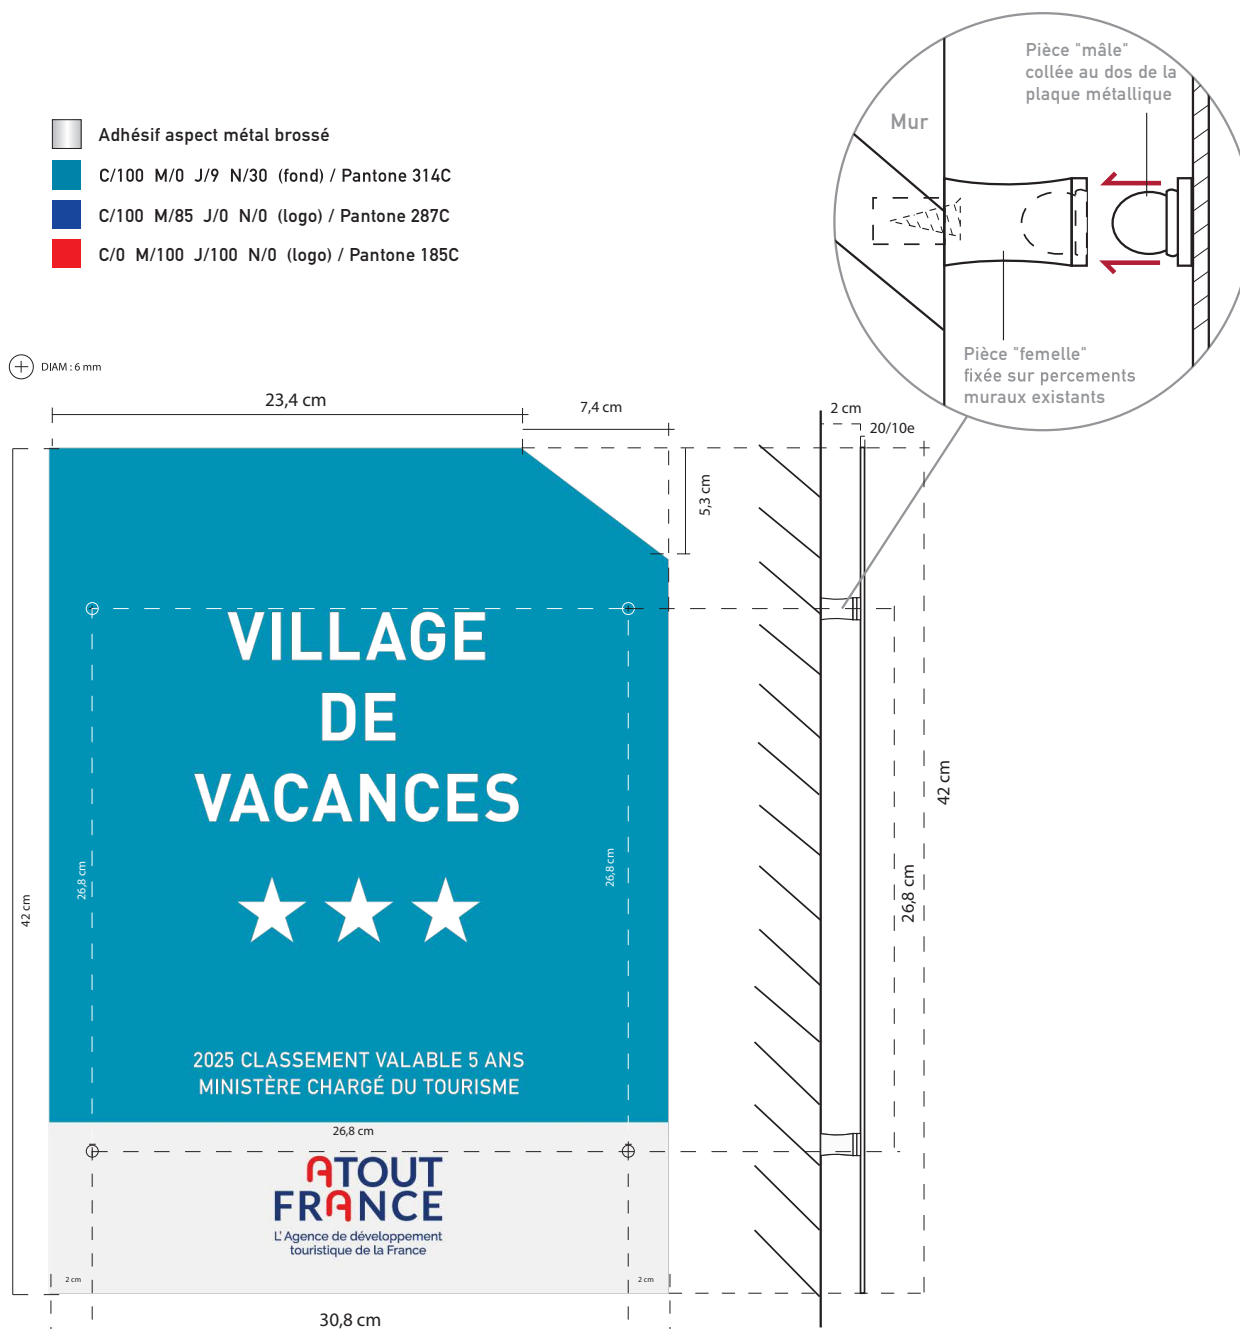 Pièce "mâle"
collée au dos de la
plaque métallique
Mur
Adhésif aspect métal brossé
C/100 M/0 J/9 N/30 (fond) / Pantone 314C
C/100 M/85 J/0 N/0 (logo) / Pantone 287C
C/0 M/100 J/100 N/0 (logo) / Pantone 185C
Pièce "femelle"
fixée sur percements
muraux existants
DIAM : 6 mm
23,4 cm
7,4 cm
2 cm
20/10e
5,3 cm
VILLAGE
DE
VACANCES
42 cm
26,8 cm
26,8 cm
26,8 cm
42 cm
2025 CLASSEMENT VALABLE 5 ANS
MINISTÈRE CHARGÉ DU TOURISME
26,8 cm
ATOUT
FRANCE
L'Agence de développement
touristique de la France
2 cm
2 cm
30,8 cm